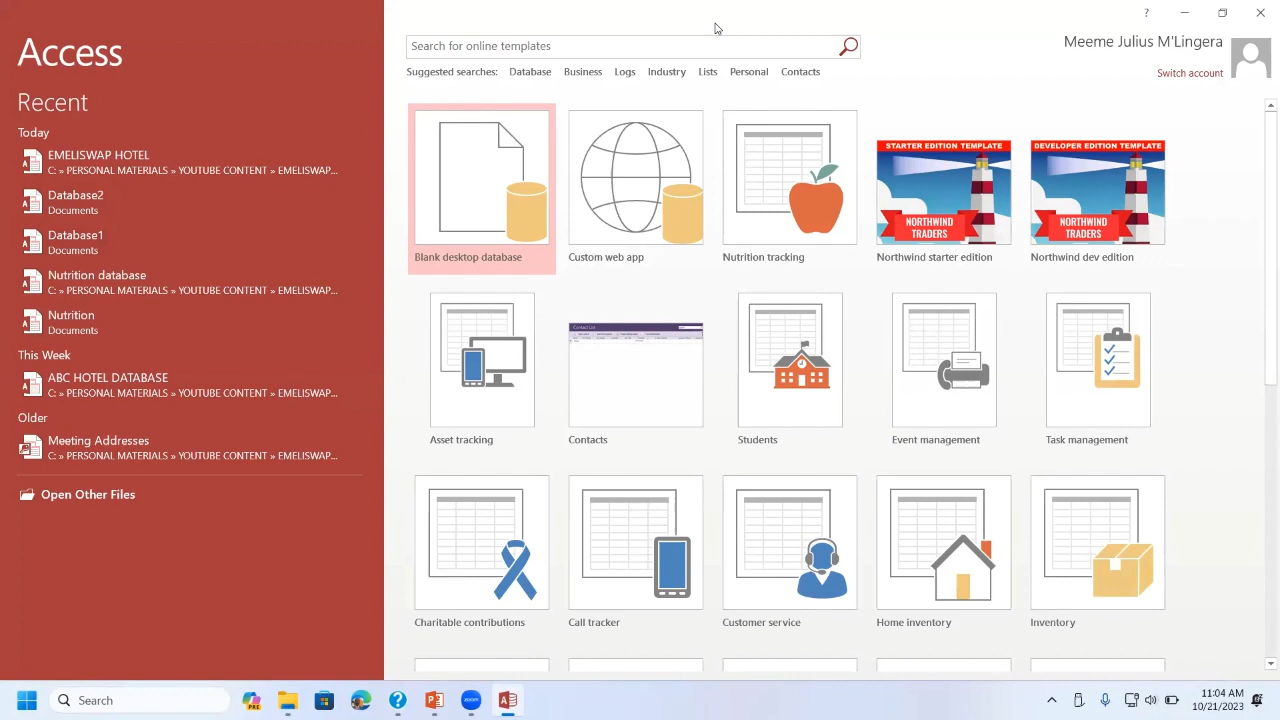 Access
Recent
Today
EMELISWAP HOTEL
C: » PERSONAL MATERIALS » YOUTUBE CONTENT » EMELISWAP...
Database2
Documents
Database1
Documents
Nutrition database
C: » PERSONAL MATERIALS » YOUTUBE CONTENT » EMELISWAP...
Nutrition
Documents
This Week
ABC HOTEL DATABASE
C: » PERSONAL MATERIALS » YOUTUBE CONTENT » EMELISWAP...
Older
Meeting Addresses
C: » PERSONAL MATERIALS » YOUTUBE CONTENT » EMELISWAP...
Open Other Files
Search for online templates
Suggested searches: Database Business Logs Industry Lists Personal Contacts
Meeme Julius M'Lingera
Switch account
STARTER EDITION TEMPLATE
NORTHWIND
TRADERS
DEVELOPER EDITION TEMPLATE
NORTHWIND
TRADERS
Blank desktop database
Custom web app
Nutrition tracking
Northwind starter edition
Northwind dev edition
Contact List
Asset tracking
Contacts
Students
Event management
Task management
Charitable contributions
Call tracker
Customer service
Home inventory
Inventory
Search
PRE
11:04 AM
10/21/2023